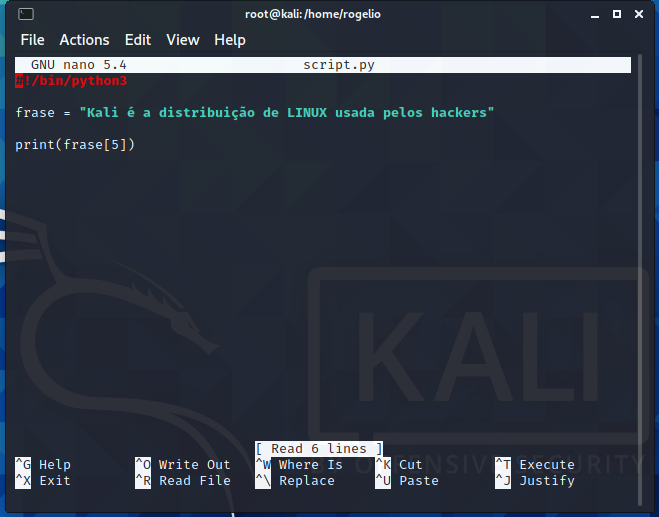 root@kali:/home/rogelio
File Actions Edit View Help
GNU nano 5.4 script.py
#!/bin/python3
frase = "Kali é a distribuição de LINUX usada pelos hackers"
print(frase[5])
KALI
OFFENSIVE SECURITY
[ Read 6 lines ]
^G Help ^O Write Out ^W Where Is ^K Cut ^T Execute
^X Exit ^R Read File ^\ Replace ^U Paste ^J Justify